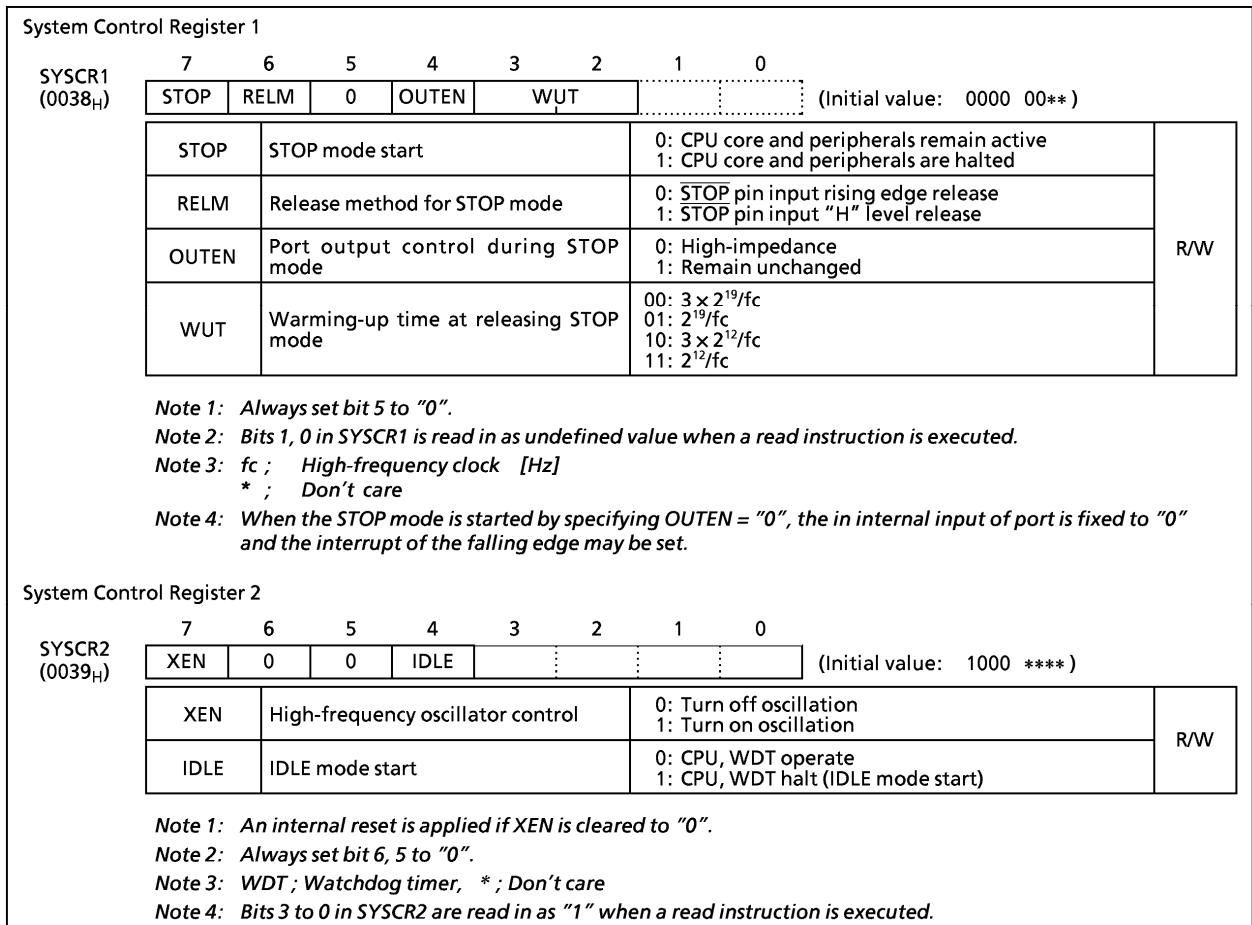 System Control Register 1
7 6 5 4 3 2 1 0
SYSCR1
(0038H)
STOP RELM 0 OUTEN WUT (Initial value: 0000 00**)
STOP STOP mode start 0: CPU core and peripherals remain active
1: CPU core and peripherals are halted
RELM Release method for STOP mode 0: S̅T̅O̅P̅ pin input rising edge release
1: S̅T̅O̅P̅ pin input “H” level release
OUTEN Port output control during STOP
mode
0: High-impedance
1: Remain unchanged
R/W
WUT Warming-up time at releasing STOP
mode
00: 3 × 2¹⁹/fc
01: 2¹⁹/fc
10: 3 × 2¹²/fc
11: 2¹²/fc
Note 1: Always set bit 5 to "0".
Note 2: Bits 1, 0 in SYSCR1 is read in as undefined value when a read instruction is executed.
Note 3: fc ; High-frequency clock [Hz]
* ; Don't care
Note 4: When the STOP mode is started by specifying OUTEN = "0", the in internal input of port is fixed to "0"
and the interrupt of the falling edge may be set.
System Control Register 2
7 6 5 4 3 2 1 0
SYSCR2
(0039H)
XEN 0 0 IDLE (Initial value: 1000 ****)
XEN High-frequency oscillator control 0: Turn off oscillation
1: Turn on oscillation
R/W
IDLE IDLE mode start 0: CPU, WDT operate
1: CPU, WDT halt (IDLE mode start)
Note 1: An internal reset is applied if XEN is cleared to "0".
Note 2: Always set bit 6, 5 to "0".
Note 3: WDT ; Watchdog timer, * ; Don't care
Note 4: Bits 3 to 0 in SYSCR2 are read in as "1" when a read instruction is executed.